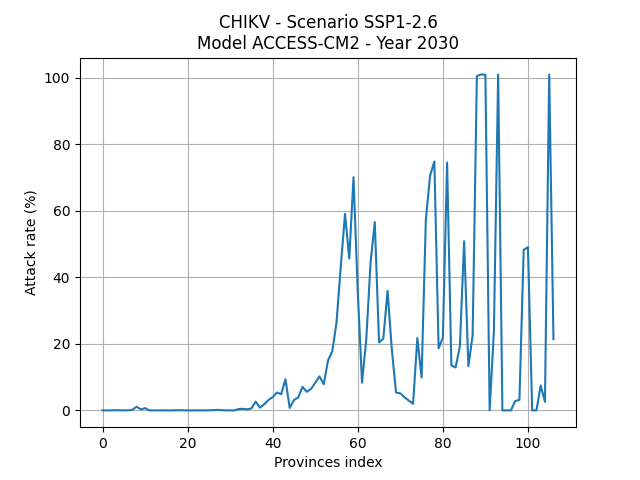 CHIKV - Scenario SSP1-2.6
Model ACCESS-CM2 - Year 2030
Attack rate (%)
100
80
60
40
20
0
0 20 40 60 80 100
Provinces index